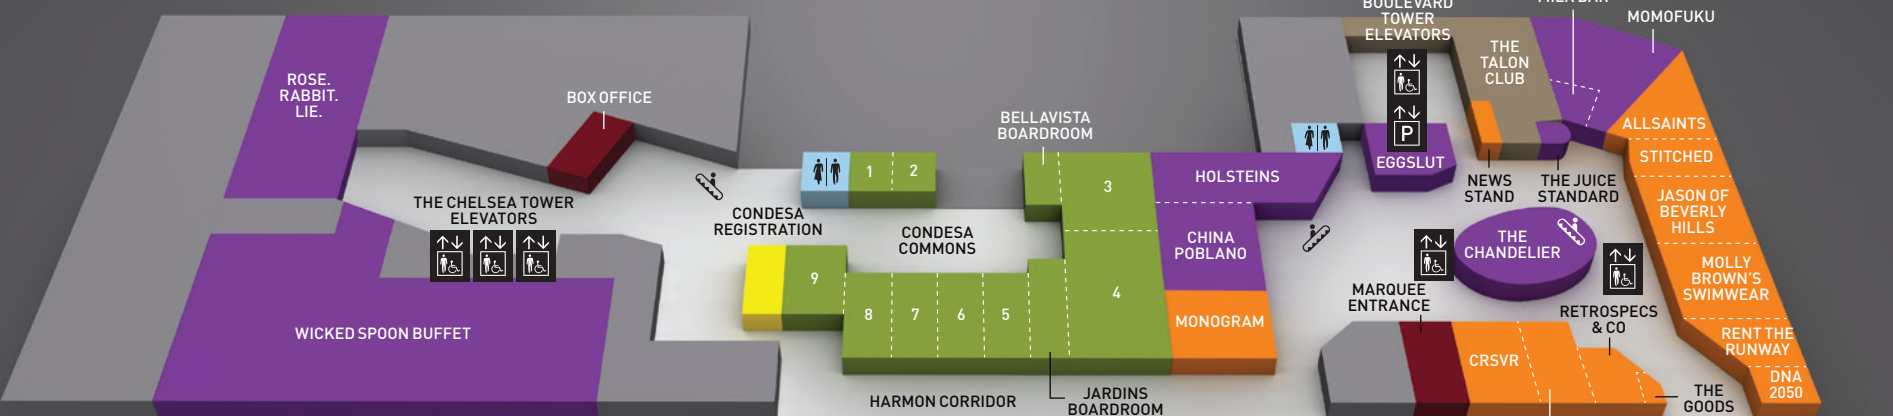 BOULEVARD
TOWER
ELEVATORS
MILK BAR
MOMOFUKU
ROSE.
RABBIT.
LIE.
BOX OFFICE
THE
TALON
CLUB
BELLAVISTA
BOARDROOM
P
ALLSAINTS
EGGSLUT
STITCHED
1
2
3
HOLSTEINS
NEWS
STAND
THE JUICE
STANDARD
THE CHELSEA TOWER
ELEVATORS
CONDESA
REGISTRATION
CONDESA
COMMONS
CHINA
POBLANO
THE
CHANDELIER
JASON OF
BEVERLY
HILLS
MOLLY
BROWN'S
SWIMWEAR
9
8
7
6
5
4
MONOGRAM
MARQUEE
ENTRANCE
RETROSPECS
& CO
WICKED SPOON BUFFET
CRSVR
RENT THE
RUNWAY
DNA
2050
HARMON CORRIDOR
JARDINS
BOARDROOM
THE
GOODS